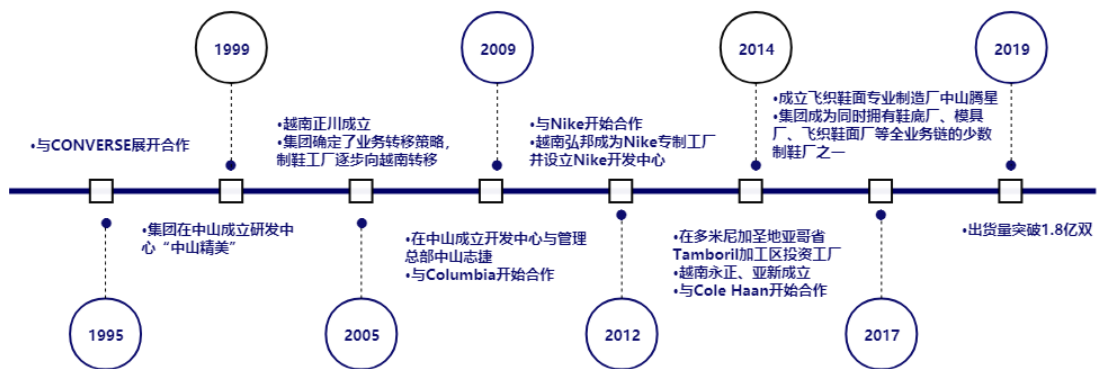 1999
2009
2014
2019
•与CONVERSE展开合作
•越南正川成立
•集团确定了业务转移策略，
制鞋工厂逐步向越南转移
•与Nike开始合作
•越南弘邦成为Nike专制工厂
并设立Nike开发中心
•成立飞织鞋面专业制造厂中山腾星
•集团成为同时拥有鞋底厂、模具
厂、飞织鞋面厂等全业务链的少数
制鞋厂之一
•集团在中山成立研发中
心“中山精美”
•在中山成立开发中心与管理
总部中山志捷
•与Columbia开始合作
•在多米尼加圣地亚哥省
Tamboril加工区投资工厂
•越南永正、亚新成立
•与Cole Haan开始合作
•出货量突破1.8亿双
1995
2005
2012
2017